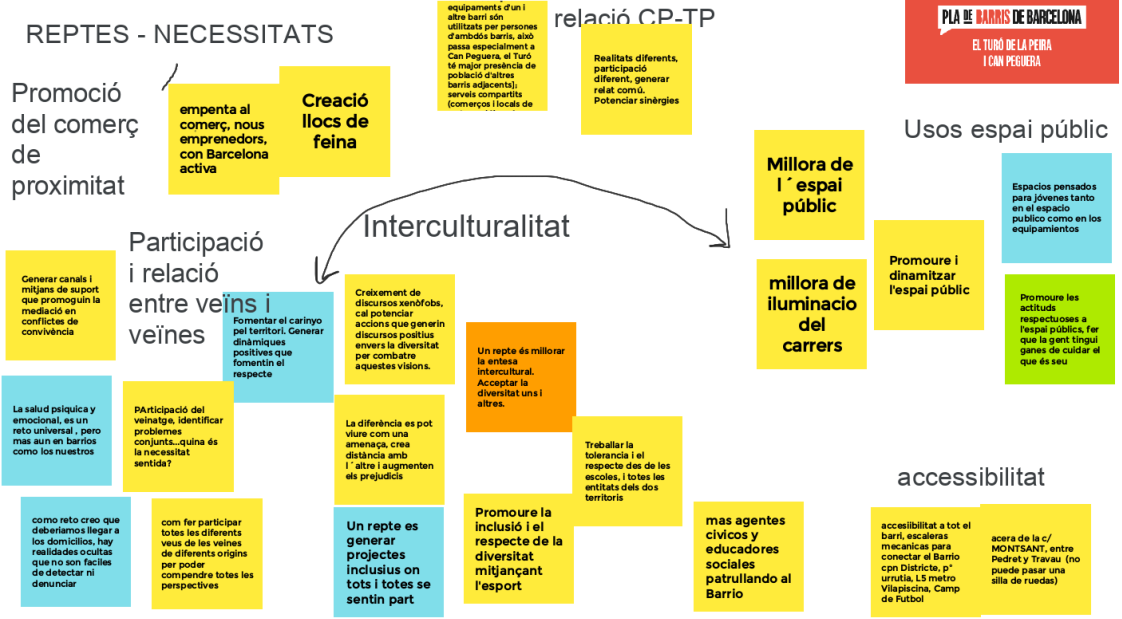 REPTES - NECESSITATS
equipaments d'un i
altre barri són
utilitzats per persones
d'ambdós barris, això
passa especialment a
Can Peguera, el Turó
té major presència de
població d'altres
barris adjacents];
serveis compartits
(comerços i locals de
relació CP-TP
Realitats diferents,
participació
diferent, generar
relat comú.
Potenciar sinèrgies
PLA DE BARRIS DE BARCELONA
EL TURÓ DE LA PEIRA
I CAN PEGUERA
Promoció
del comerç
de
proximitat
empenta al
comerç, nous
emprenedors,
con Barcelona
activa
Creació
llocs de
feina
Usos espai públic
Millora de
l´espai
públic
Espacios pensados
para jóvenes tanto
en el espacio
publico como en los
equipamientos
Promoure i
dinamitzar
l'espai públic
millora de
iluminacio
del
carrers
Promoure les
actituds
respectuoses a
l'espai públics, fer
que la gent tingui
ganes de cuidar el
que és seu
Interculturalitat
Participació
i relació
entre veïns i
veïnes
Generar canals i
mitjans de suport
que promoguin la
mediació en
conflictes de
convivència
Fomentar el carinyo
pel territori. Generar
dinàmiques
positives que
fomentin el
respecte
Creixement de
discursos xenòfobs,
cal potenciar
accions que generin
discursos positius
envers la diversitat
per combatre
aquestes visions.
Un repte és millorar
la entesa
intercultural.
Acceptar la
diversitat uns i
altres.
La salud psiquica y
emocional, es un
reto universal , pero
mas aun en barrios
como los nuestros
PArticipació del
veinatge, identificar
problemes
conjunts...quina és
la necessitat
sentida?
La diferència es pot
viure com una
amenaça, crea
distància amb
l´altre i augmenten
els prejudicis
Treballar la
tolerancia i el
respecte des de les
escoles, i totes les
entitats dels dos
territoris
como reto creo que
deberiamos llegar a
los domicilios, hay
realidades ocultas
que no son faciles
de detectar ni
denunciar
com fer participar
totes les diferents
veus de les veines
de diferents origins
per poder
compendre totes les
perspectives
Un repte es
generar
projectes
inclusius on
tots i totes se
sentin part
Promoure la
inclusió i el
respecte de la
diversitat
mitjançant
l'esport
mas agentes
civicos y
educadores
sociales
patrullando al
Barrio
accessibilitat
accesiibilitat a tot el
barri, escaleras
mecanicas para
conectar el Barrio
cpn Districte, pº
urrutia, L5 metro
Vilapiscina, Camp
de Futbol
acera de la c/
MONTSANT, entre
Pedret y Travau (no
puede pasar una
silla de ruedas)